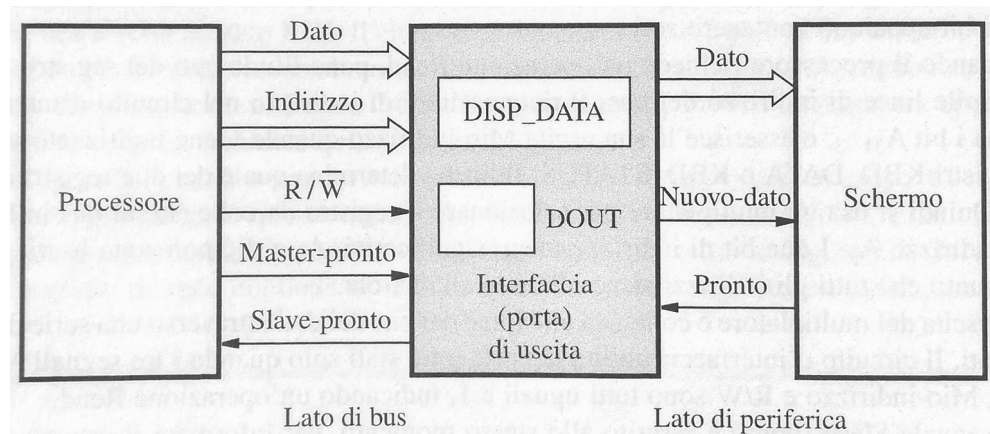 Dato
Indirizzo
R/W
Master-pronto
Slave-pronto
Processore
DISP_DATA
DOUT
Interfaccia
(porta)
di uscita
Dato
Nuovo-dato
Pronto
Schermo
Lato di bus
Lato di periferica